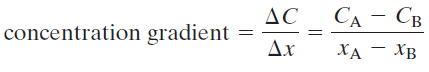 concentration gradient = ΔC/Δx = (C_A − C_B)/(x_A − x_B)